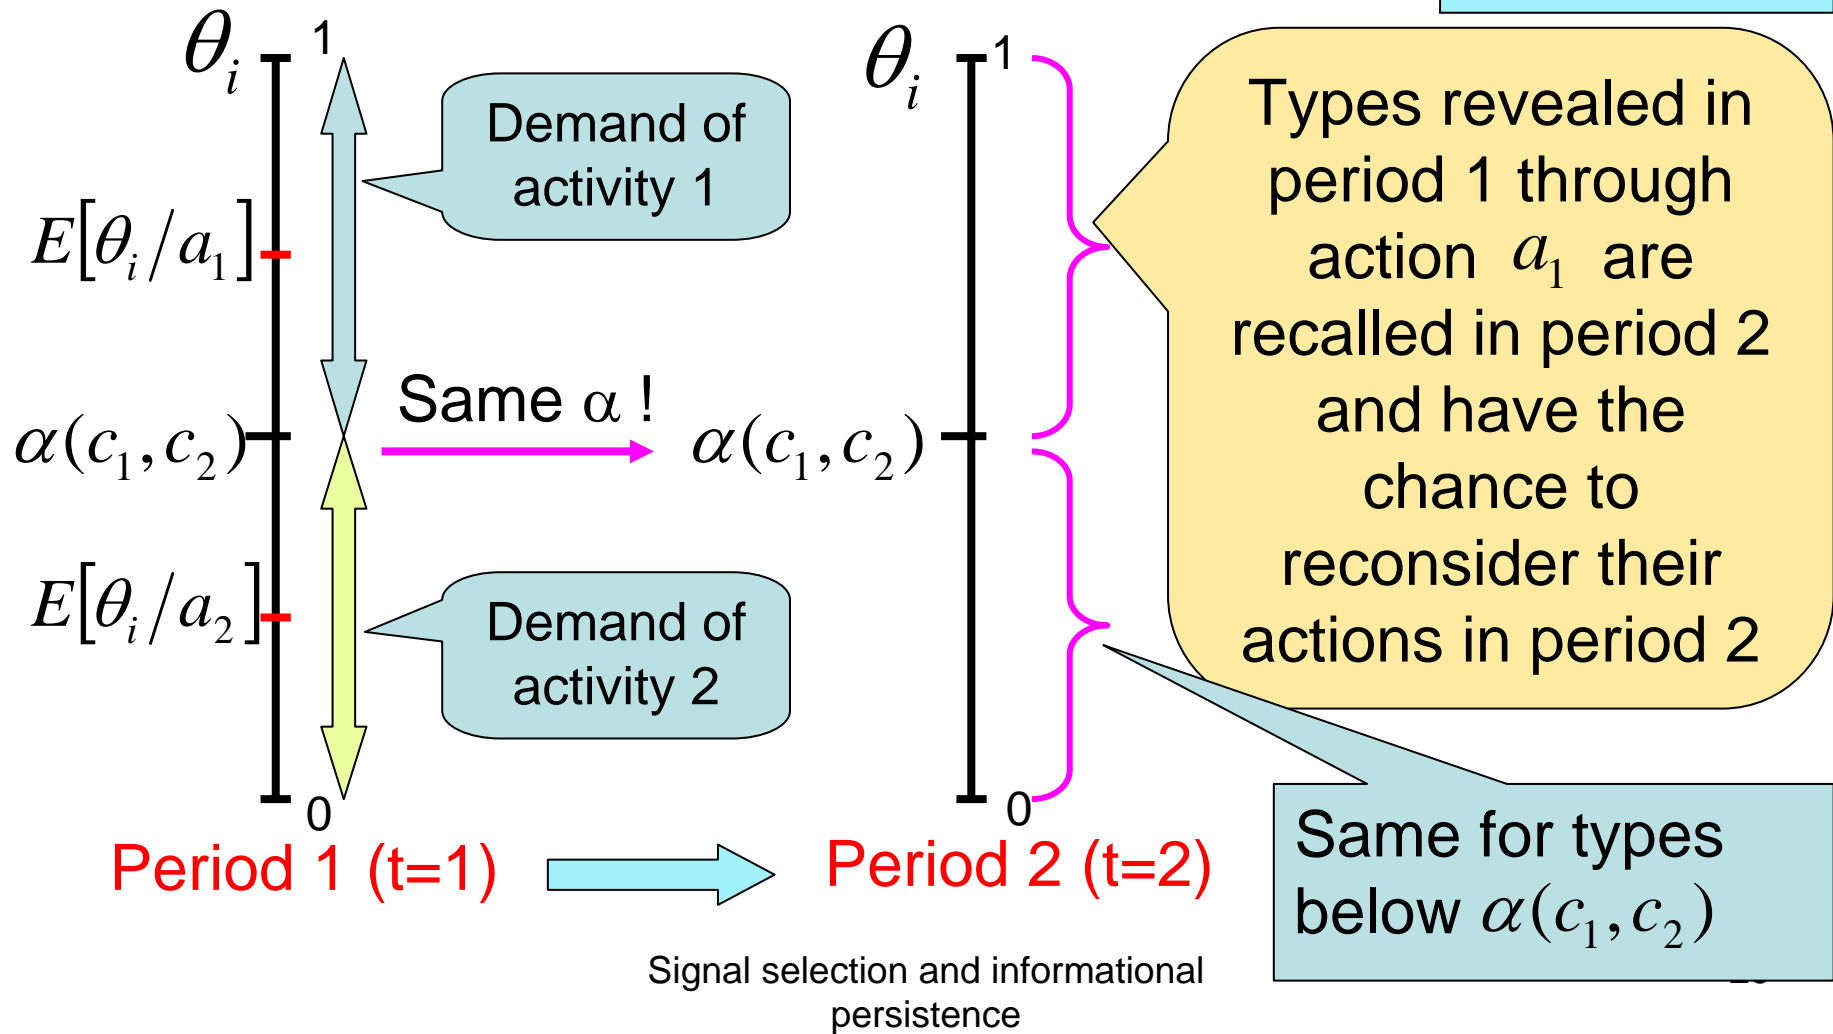 θᵢ 1
Demand of
activity 1
E[θᵢ/a₁]
α(c₁,c₂)
Same α !
E[θᵢ/a₂]
Demand of
activity 2
0
Period 1 (t=1)
θᵢ 1
α(c₁,c₂)
0
Period 2 (t=2)
Types revealed in
period 1 through
action a₁ are
recalled in period 2
and have the
chance to
reconsider their
actions in period 2
Same for types
below α(c₁,c₂)
Signal selection and informational
persistence